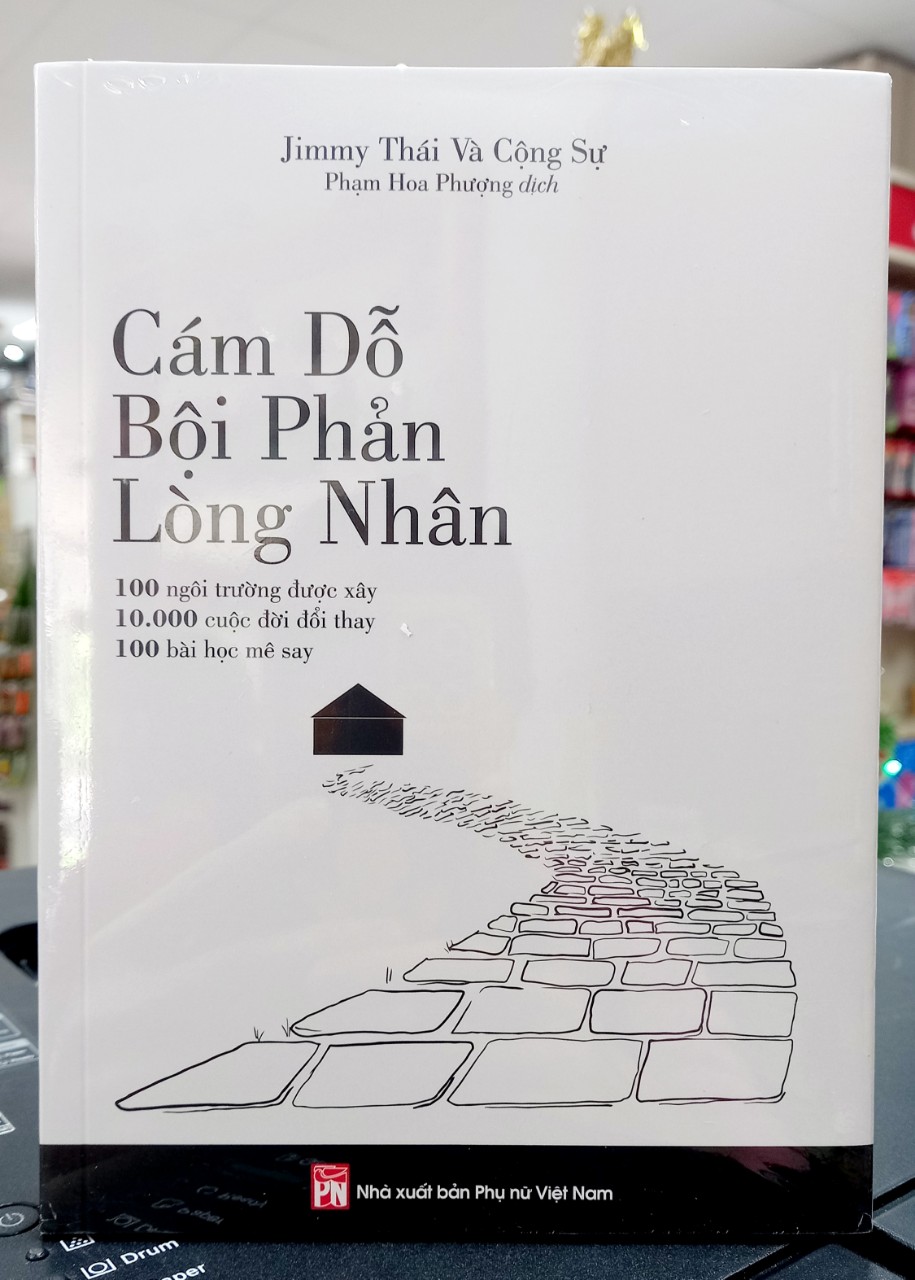 Jimmy Thái Và Cộng Sự
Phạm Hoa Phượng dịch
Cám Dỗ
Bội Phản
Lòng Nhân
100 ngôi trường được xây
10.000 cuộc đời đổi thay
100 bài học mê say
PN Nhà xuất bản Phụ nữ Việt Nam
Drum